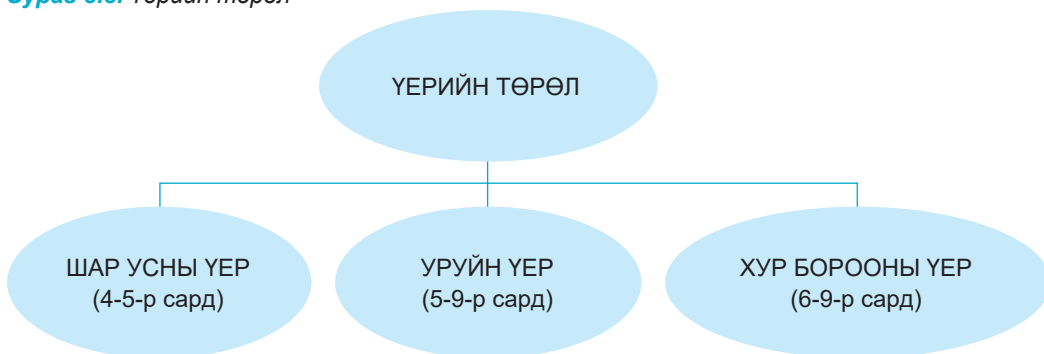 ҮЕРИЙН ТӨРӨЛ
ШАР УСНЫ ҮЕР
(4-5-р сард)
УРУЙН ҮЕР
(5-9-р сард)
ХУР БОРООНЫ ҮЕР
(6-9-р сард)